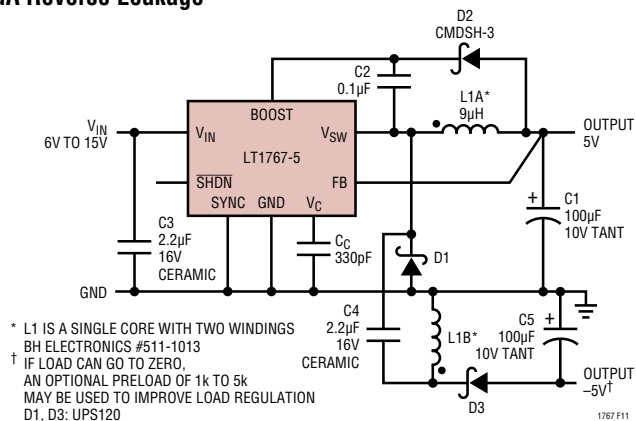 Reverse Leakage
D2
CMDSH-3
C2
0.1µF
L1A*
9µH
BOOST
VIN
6V TO 15V
VIN
VSW
OUTPUT
5V
LT1767-5
SHDN
FB
SYNC
GND
VC
C1
100µF
10V TANT
+
C3
2.2µF
16V
CERAMIC
CC
330pF
D1
GND
C4
2.2µF
16V
CERAMIC
L1B*
C5
100µF
10V TANT
+
D3
OUTPUT
–5V†
* L1 IS A SINGLE CORE WITH TWO WINDINGS
BH ELECTRONICS #511-1013
† IF LOAD CAN GO TO ZERO,
AN OPTIONAL PRELOAD OF 1k TO 5k
MAY BE USED TO IMPROVE LOAD REGULATION
D1, D3: UPS120
1767 F11